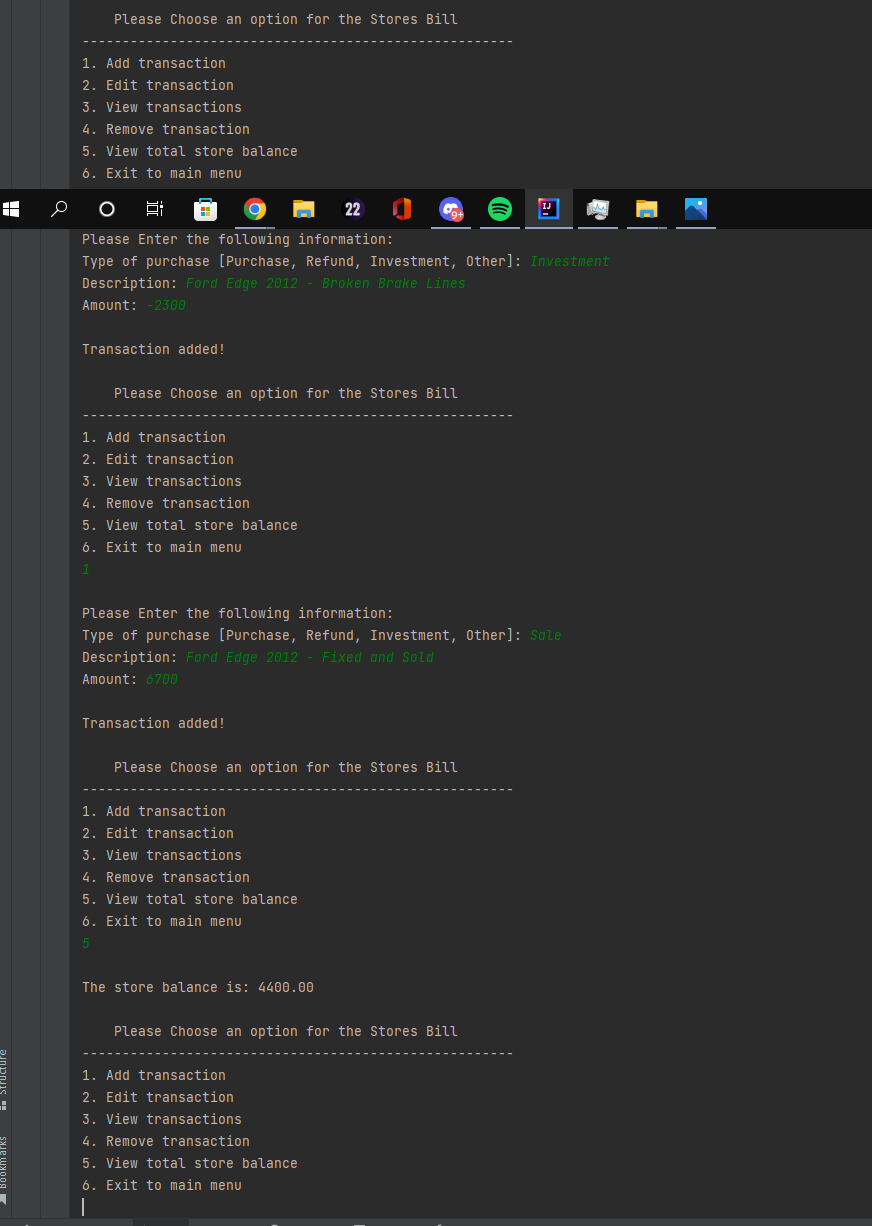 Please Choose an option for the Stores Bill
------------------------------------------------------
1. Add transaction
2. Edit transaction
3. View transactions
4. Remove transaction
5. View total store balance
6. Exit to main menu
22 9+ IJ
Please Enter the following information:
Type of purchase [Purchase, Refund, Investment, Other]: Investment
Description: Ford Edge 2012 - Broken Brake Lines
Amount: -2300
Transaction added!
Please Choose an option for the Stores Bill
------------------------------------------------------
1. Add transaction
2. Edit transaction
3. View transactions
4. Remove transaction
5. View total store balance
6. Exit to main menu
1
Please Enter the following information:
Type of purchase [Purchase, Refund, Investment, Other]: Sale
Description: Ford Edge 2012 - Fixed and Sold
Amount: 6700
Transaction added!
Please Choose an option for the Stores Bill
------------------------------------------------------
1. Add transaction
2. Edit transaction
3. View transactions
4. Remove transaction
5. View total store balance
6. Exit to main menu
5
The store balance is: 4400.00
Please Choose an option for the Stores Bill
------------------------------------------------------
1. Add transaction
2. Edit transaction
3. View transactions
4. Remove transaction
5. View total store balance
6. Exit to main menu
Structure
Bookmarks